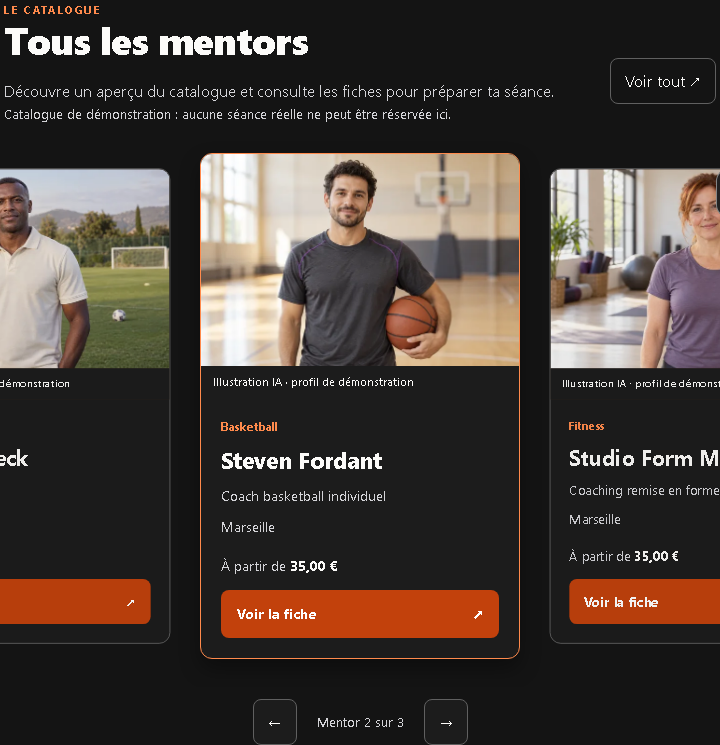 LE CATALOGUE
Tous les mentors
Découvre un aperçu du catalogue et consulte les fiches pour préparer ta séance.
Catalogue de démonstration : aucune séance réelle ne peut être réservée ici.
Voir tout ↗
démonstration
eck
↗
Illustration IA · profil de démonstration
Basketball
Steven Fordant
Coach basketball individuel
Marseille
À partir de 35,00 €
Voir la fiche ↗
Illustration IA · profil de démonst
Fitness
Studio Form M
Coaching remise en forme
Marseille
À partir de 35,00 €
Voir la fiche
← Mentor 2 sur 3 →